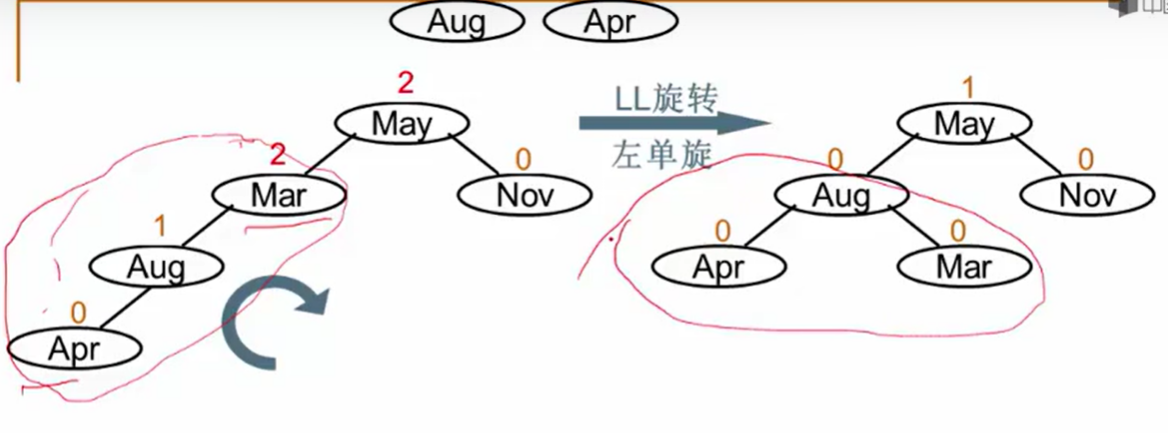 Aug Apr
2 LL旋转 1
May May
左单旋
2 0 0 0
Mar Nov Aug Nov
1 0 0
Aug Apr Mar
0
Apr